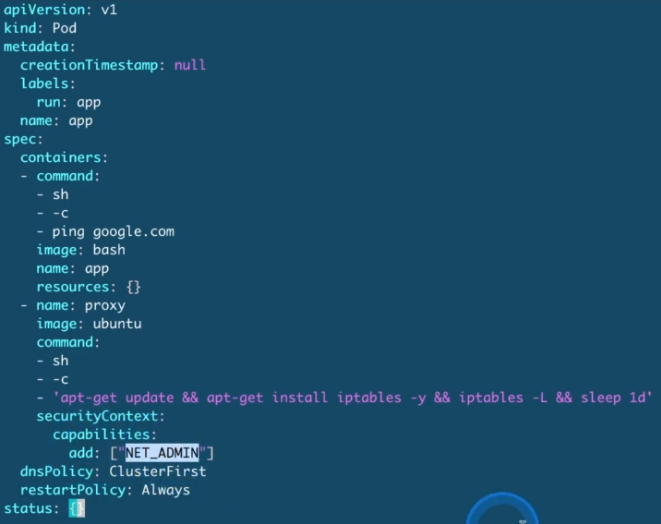 apiVersion: v1
kind: Pod
metadata:
  creationTimestamp: null
  labels:
    run: app
  name: app
spec:
  containers:
  - command:
    - sh
    - -c
    - ping google.com
    image: bash
    name: app
    resources: {}
  - name: proxy
    image: ubuntu
    command:
    - sh
    - -c
    - 'apt-get update && apt-get install iptables -y && iptables -L && sleep 1d'
    securityContext:
      capabilities:
        add: ["NET_ADMIN"]
  dnsPolicy: ClusterFirst
  restartPolicy: Always
status: {}